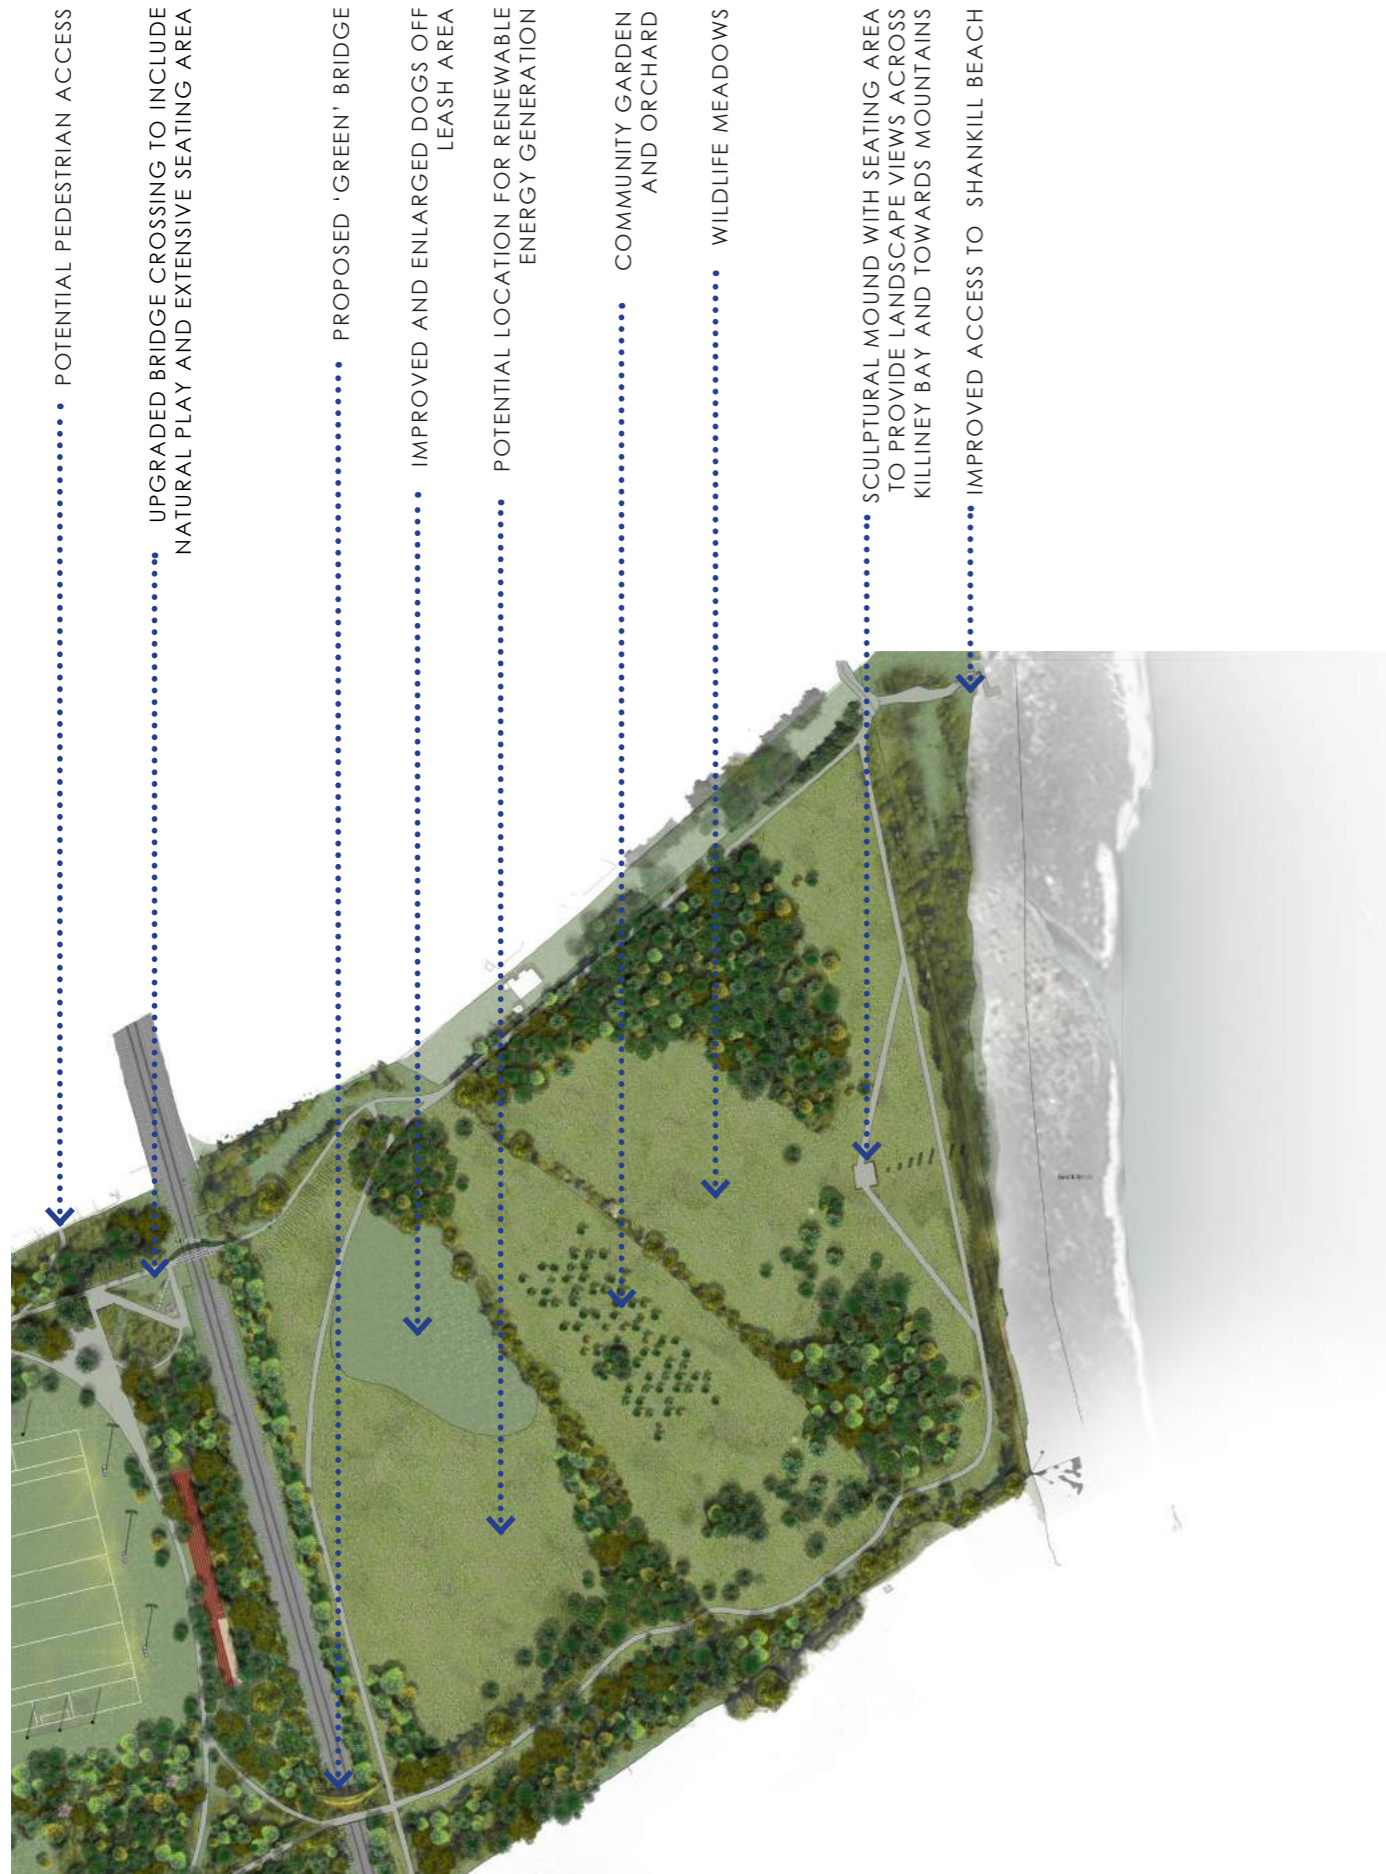 POTENTIAL PEDESTRIAN ACCESS
UPGRADED BRIDGE CROSSING TO INCLUDE
NATURAL PLAY AND EXTENSIVE SEATING AREA
PROPOSED ‘GREEN’ BRIDGE
IMPROVED AND ENLARGED DOGS OFF
LEASH AREA
POTENTIAL LOCATION FOR RENEWABLE
ENERGY GENERATION
COMMUNITY GARDEN
AND ORCHARD
WILDLIFE MEADOWS
SCULPTURAL MOUND WITH SEATING AREA
TO PROVIDE LANDSCAPE VIEWS ACROSS
KILLINEY BAY AND TOWARDS MOUNTAINS
IMPROVED ACCESS TO SHANKILL BEACH